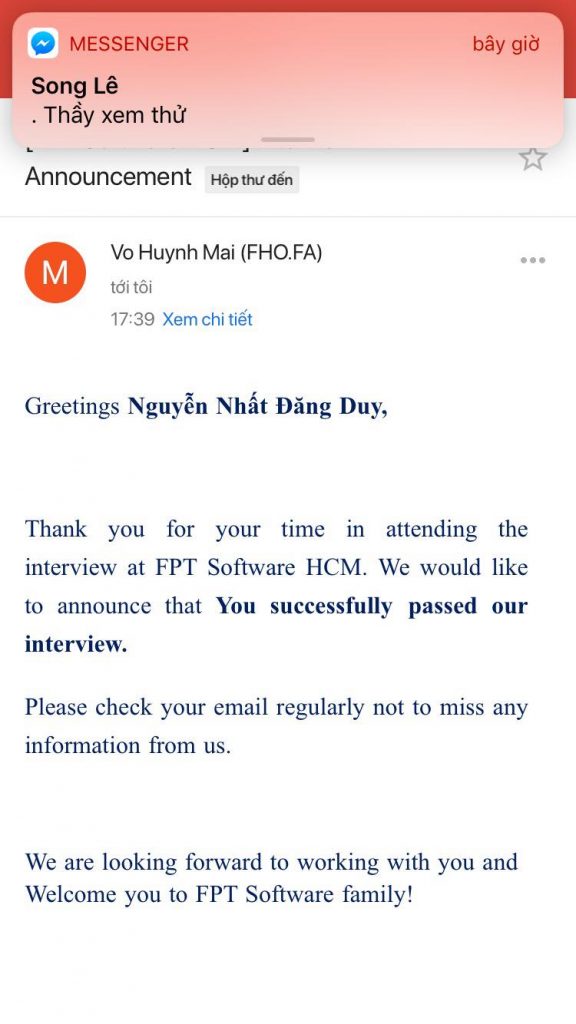 MESSENGER
bây giờ
Song Lê
. Thầy xem thử
Announcement Hộp thư đến
M
Vo Huynh Mai (FHO.FA)
tới tôi
17:39 Xem chi tiết
Greetings Nguyễn Nhất Đăng Duy,
Thank you for your time in attending the
interview at FPT Software HCM. We would like
to announce that You successfully passed our
interview.
Please check your email regularly not to miss any
information from us.
We are looking forward to working with you and
Welcome you to FPT Software family!